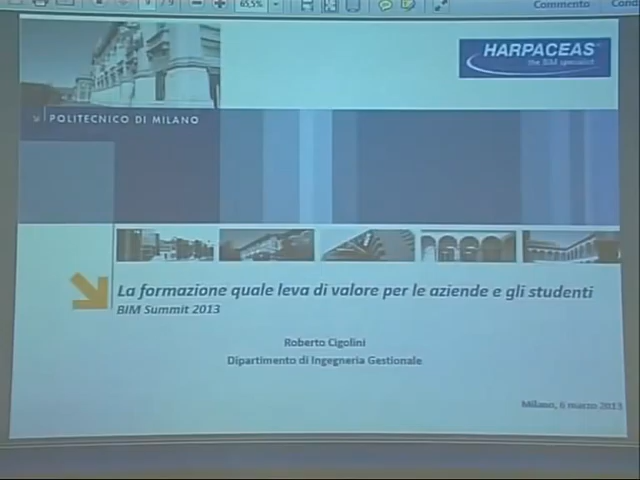 65,5%
Commento
HARPACEAS
the BIM specialist
POLITECNICO DI MILANO
La formazione quale leva di valore per le aziende e gli studenti
BIM Summit 2013
Roberto Cigolini
Dipartimento di Ingegneria Gestionale
Milano, 6 marzo 2013